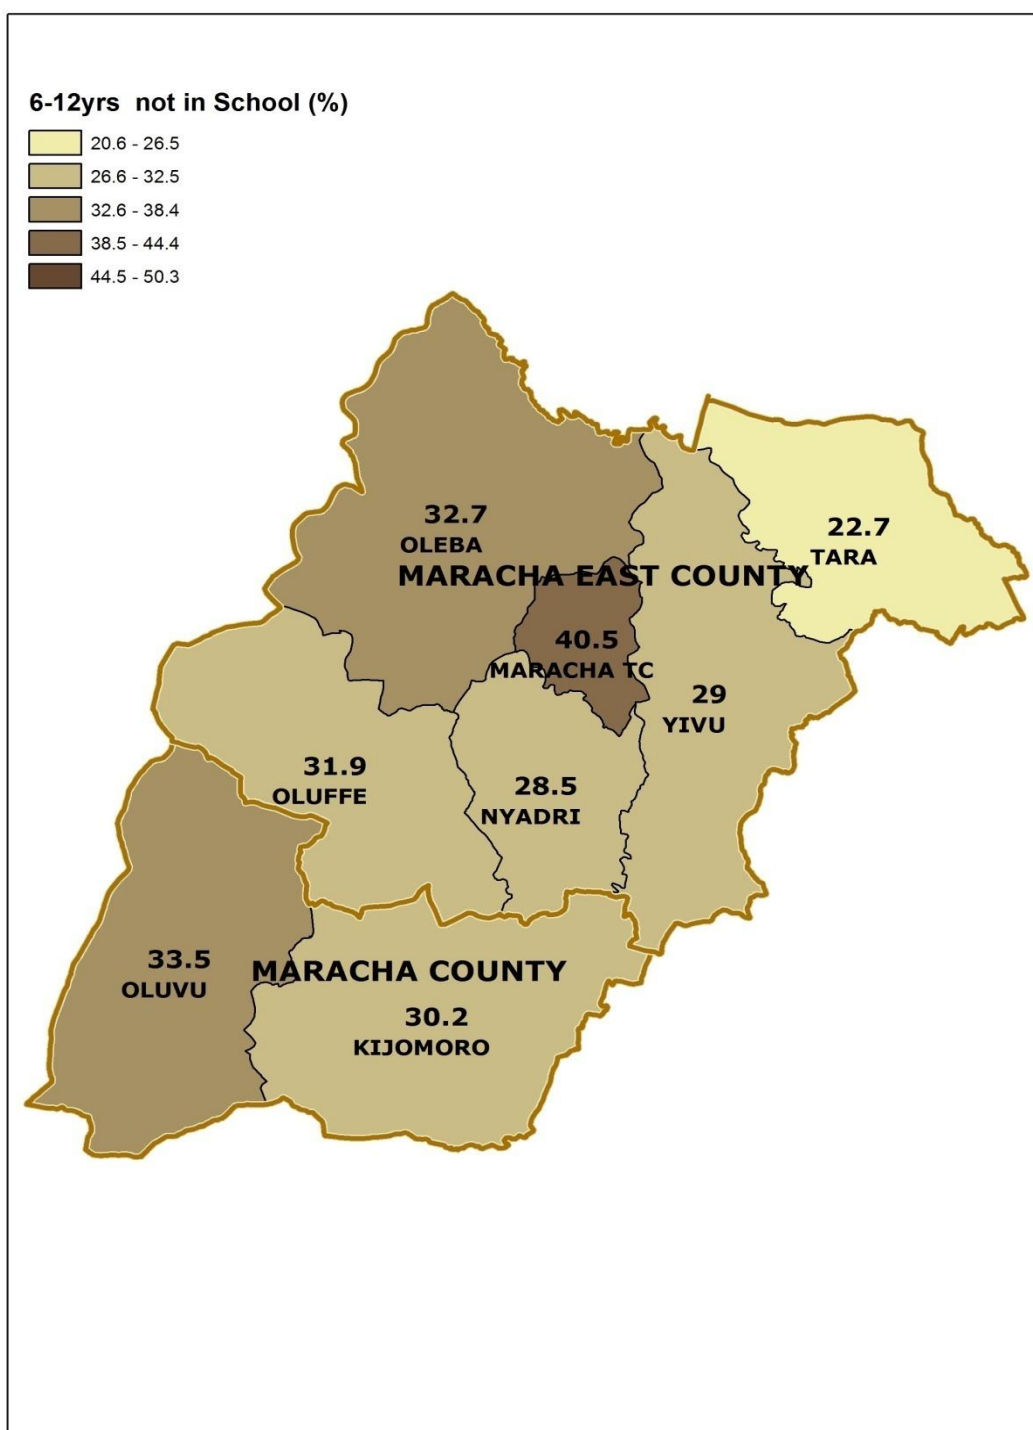 6-12yrs not in School (%)
20.6 - 26.5
26.6 - 32.5
32.6 - 38.4
38.5 - 44.4
44.5 - 50.3
32.7
OLEBA
22.7
TARA
MARACHA EAST COUNTY
40.5
MARACHA TC
29
YIVU
31.9
OLUFFE
28.5
NYADRI
33.5
OLUVU
MARACHA COUNTY
30.2
KIJOMORO